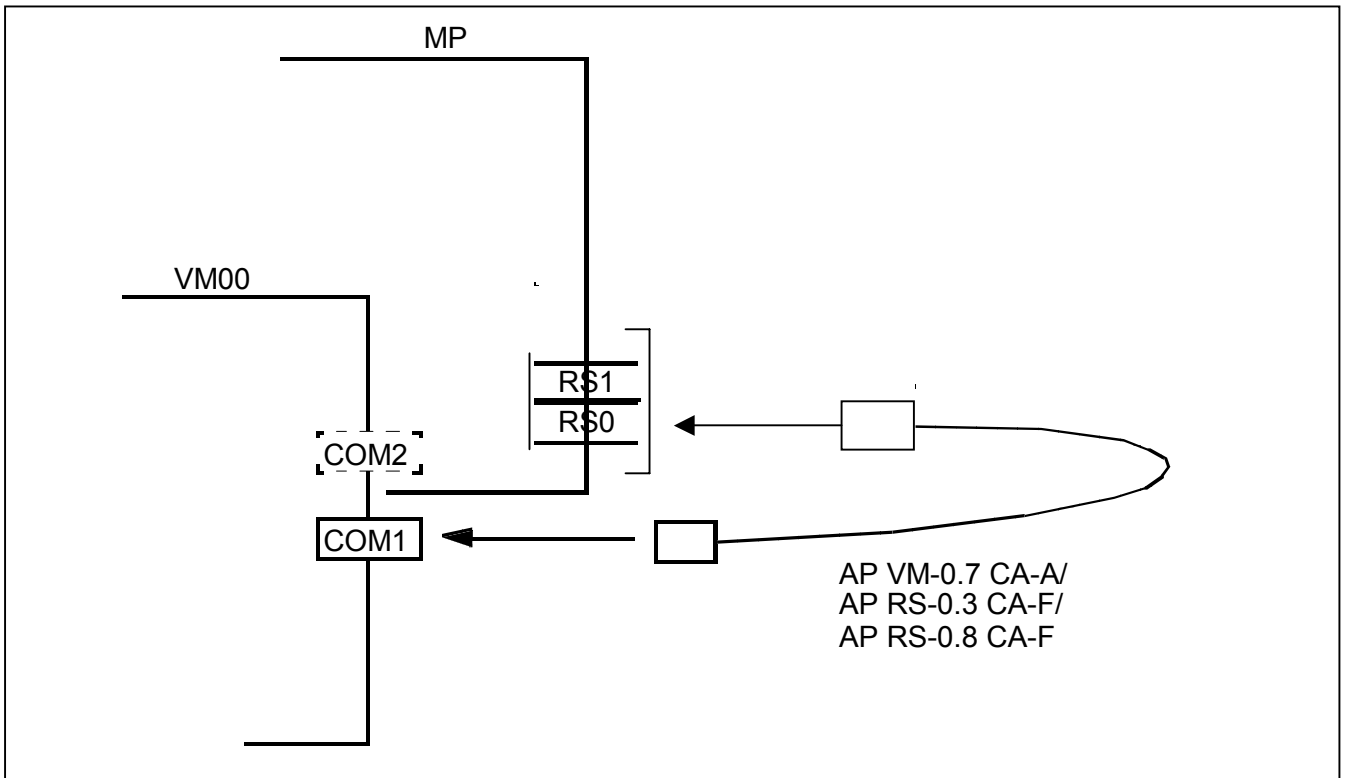 MP
VM00
RS1
RS0
COM2
COM1
AP VM-0.7 CA-A/
AP RS-0.3 CA-F/
AP RS-0.8 CA-F